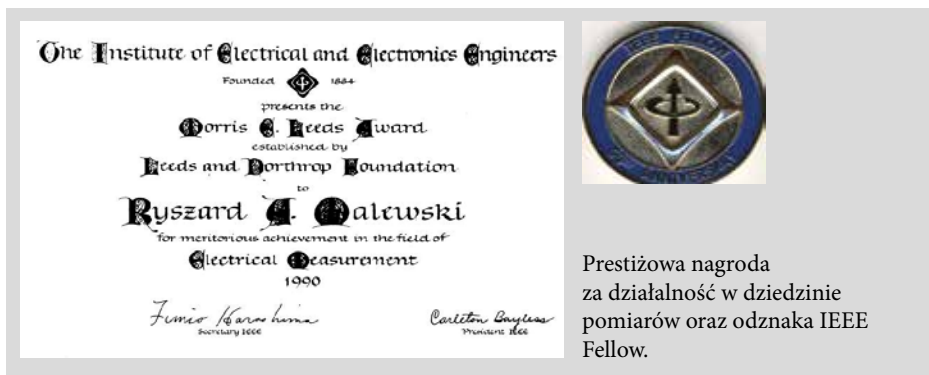 The Institute of Electrical and Electronics Engineers
Founded 1884
presents the
Morris E. Leeds Award
established by
Leeds and Northrop Foundation
to
Ryszard A. Malewski
for meritorious achievement in the field of
Electrical Measurement
1990
Carleton Bayless
Secretary IEEE
President IEEE
IEEE FELLOW
ANNIVERSARY
Prestiżowa nagroda
za działalność w dziedzinie
pomiarów oraz odznaka IEEE
Fellow.